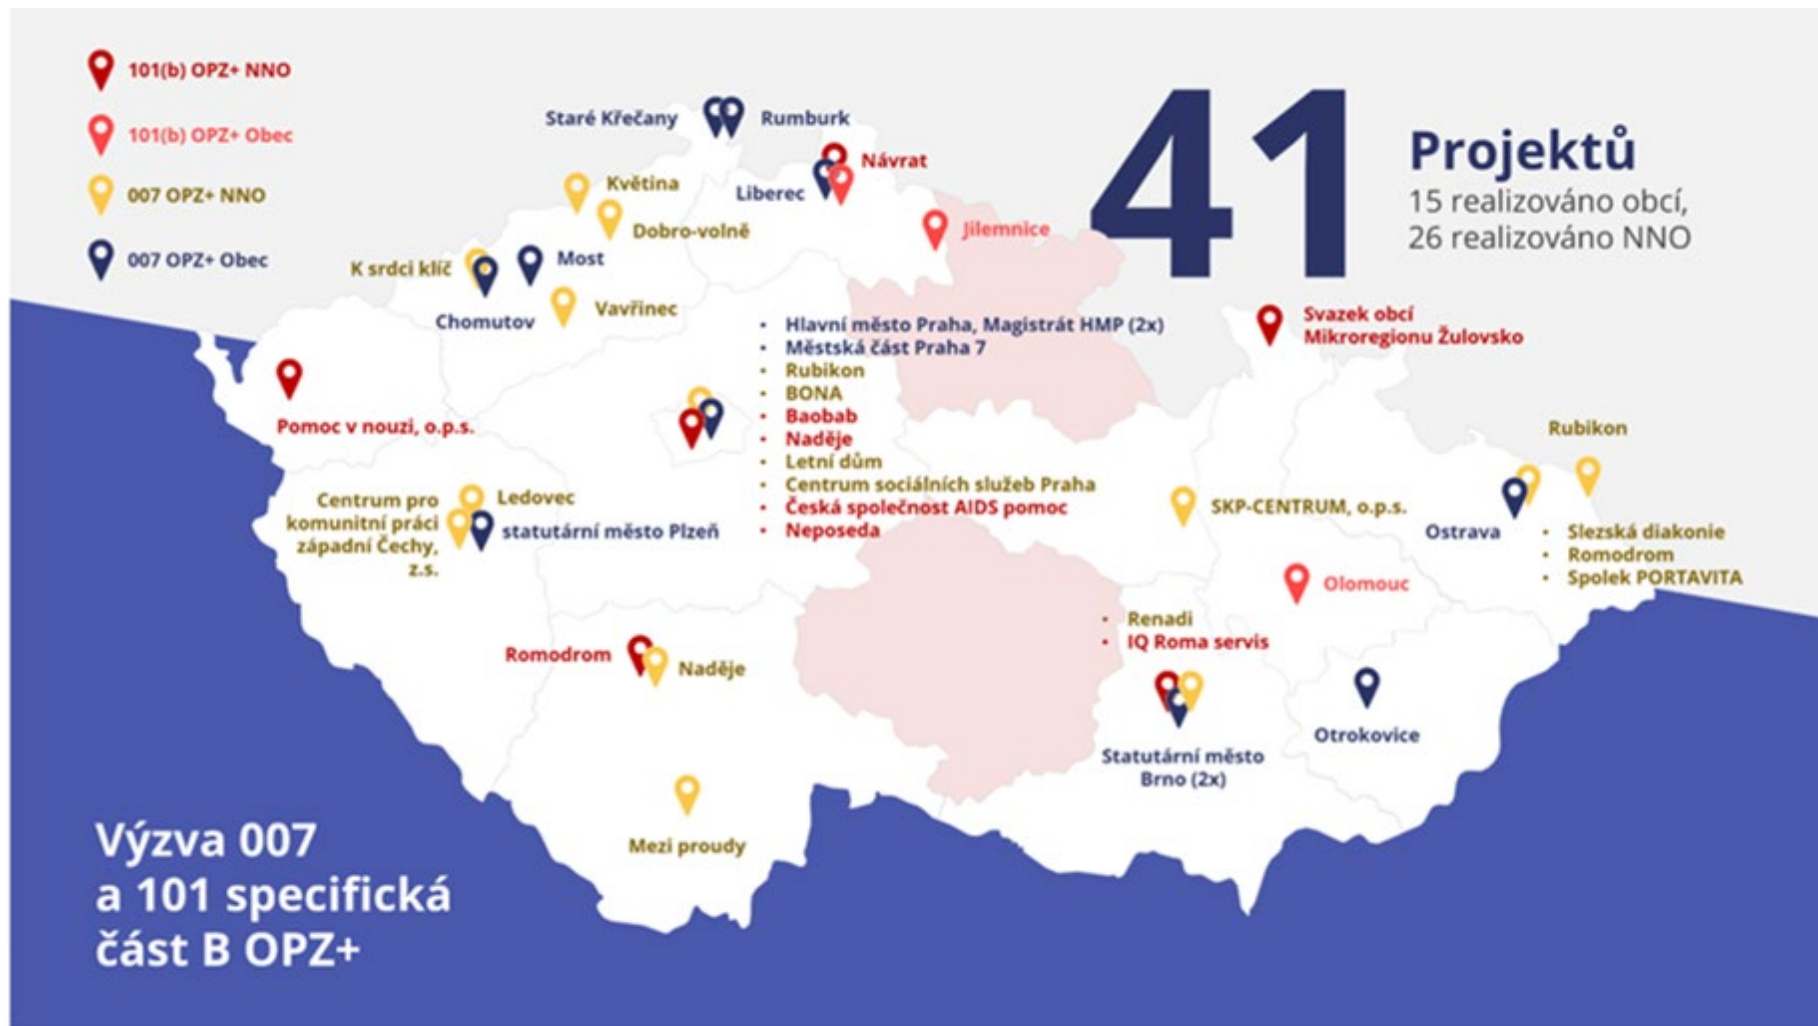 101(b) OPZ+ NNO
101(b) OPZ+ Obec
007 OPZ+ NNO
007 OPZ+ Obec
41
Projektů
15 realizováno obcí,
26 realizováno NNO
Staré Křečany
Rumburk
Návrat
Liberec
Květina
Dobro-volně
Jilemnice
K srdci klíč
Most
Chomutov
Vavřinec
Svazek obcí
Mikroregionu Žulovsko
• Hlavní město Praha, Magistrát HMP (2x)
• Městská část Praha 7
• Rubikon
• BONA
• Baobab
• Naděje
• Letní dům
• Centrum sociálních služeb Praha
• Česká společnost AIDS pomoc
• Neposeda
Pomoc v nouzi, o.p.s.
Rubikon
Centrum pro
komunitní práci
západní Čechy,
z.s.
Ledovec
statutární město Plzeň
SKP-CENTRUM, o.p.s.
Ostrava
• Slezská diakonie
• Romodrom
• Spolek PORTAVITA
Olomouc
• Renadi
• IQ Roma servis
Romodrom
Naděje
Otrokovice
Statutární město
Brno (2x)
Mezi proudy
Výzva 007
a 101 specifická
část B OPZ+